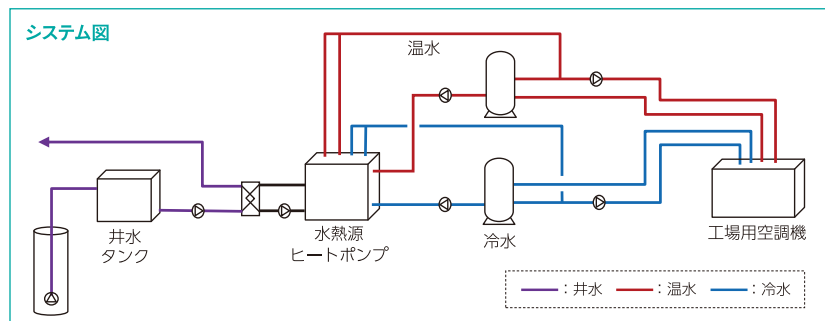 システム図
温水
井水
タンク
水熱源
ヒートポンプ
冷水
工場用空調機
：井水 ：温水 ：冷水